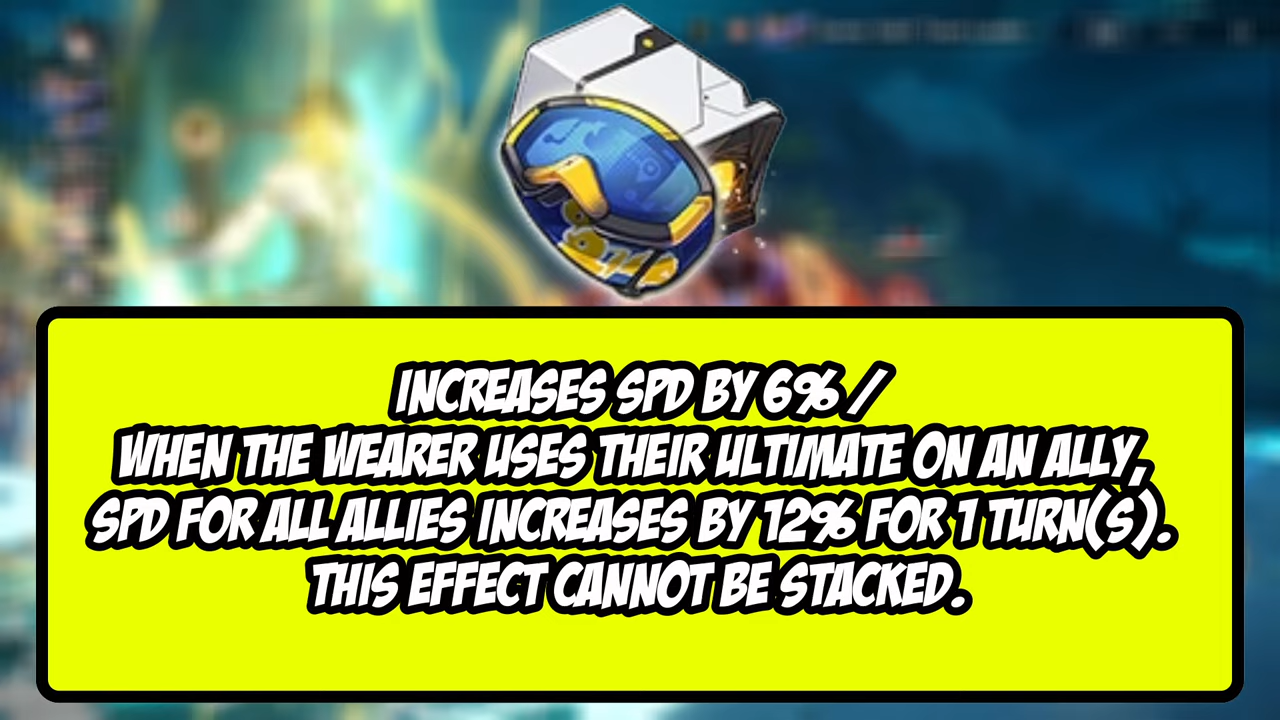 INCREASES SPD BY 6% /
WHEN THE WEARER USES THEIR ULTIMATE ON AN ALLY,
SPD FOR ALL ALLIES INCREASES BY 12% FOR 1 TURN(S).
THIS EFFECT CANNOT BE STACKED.